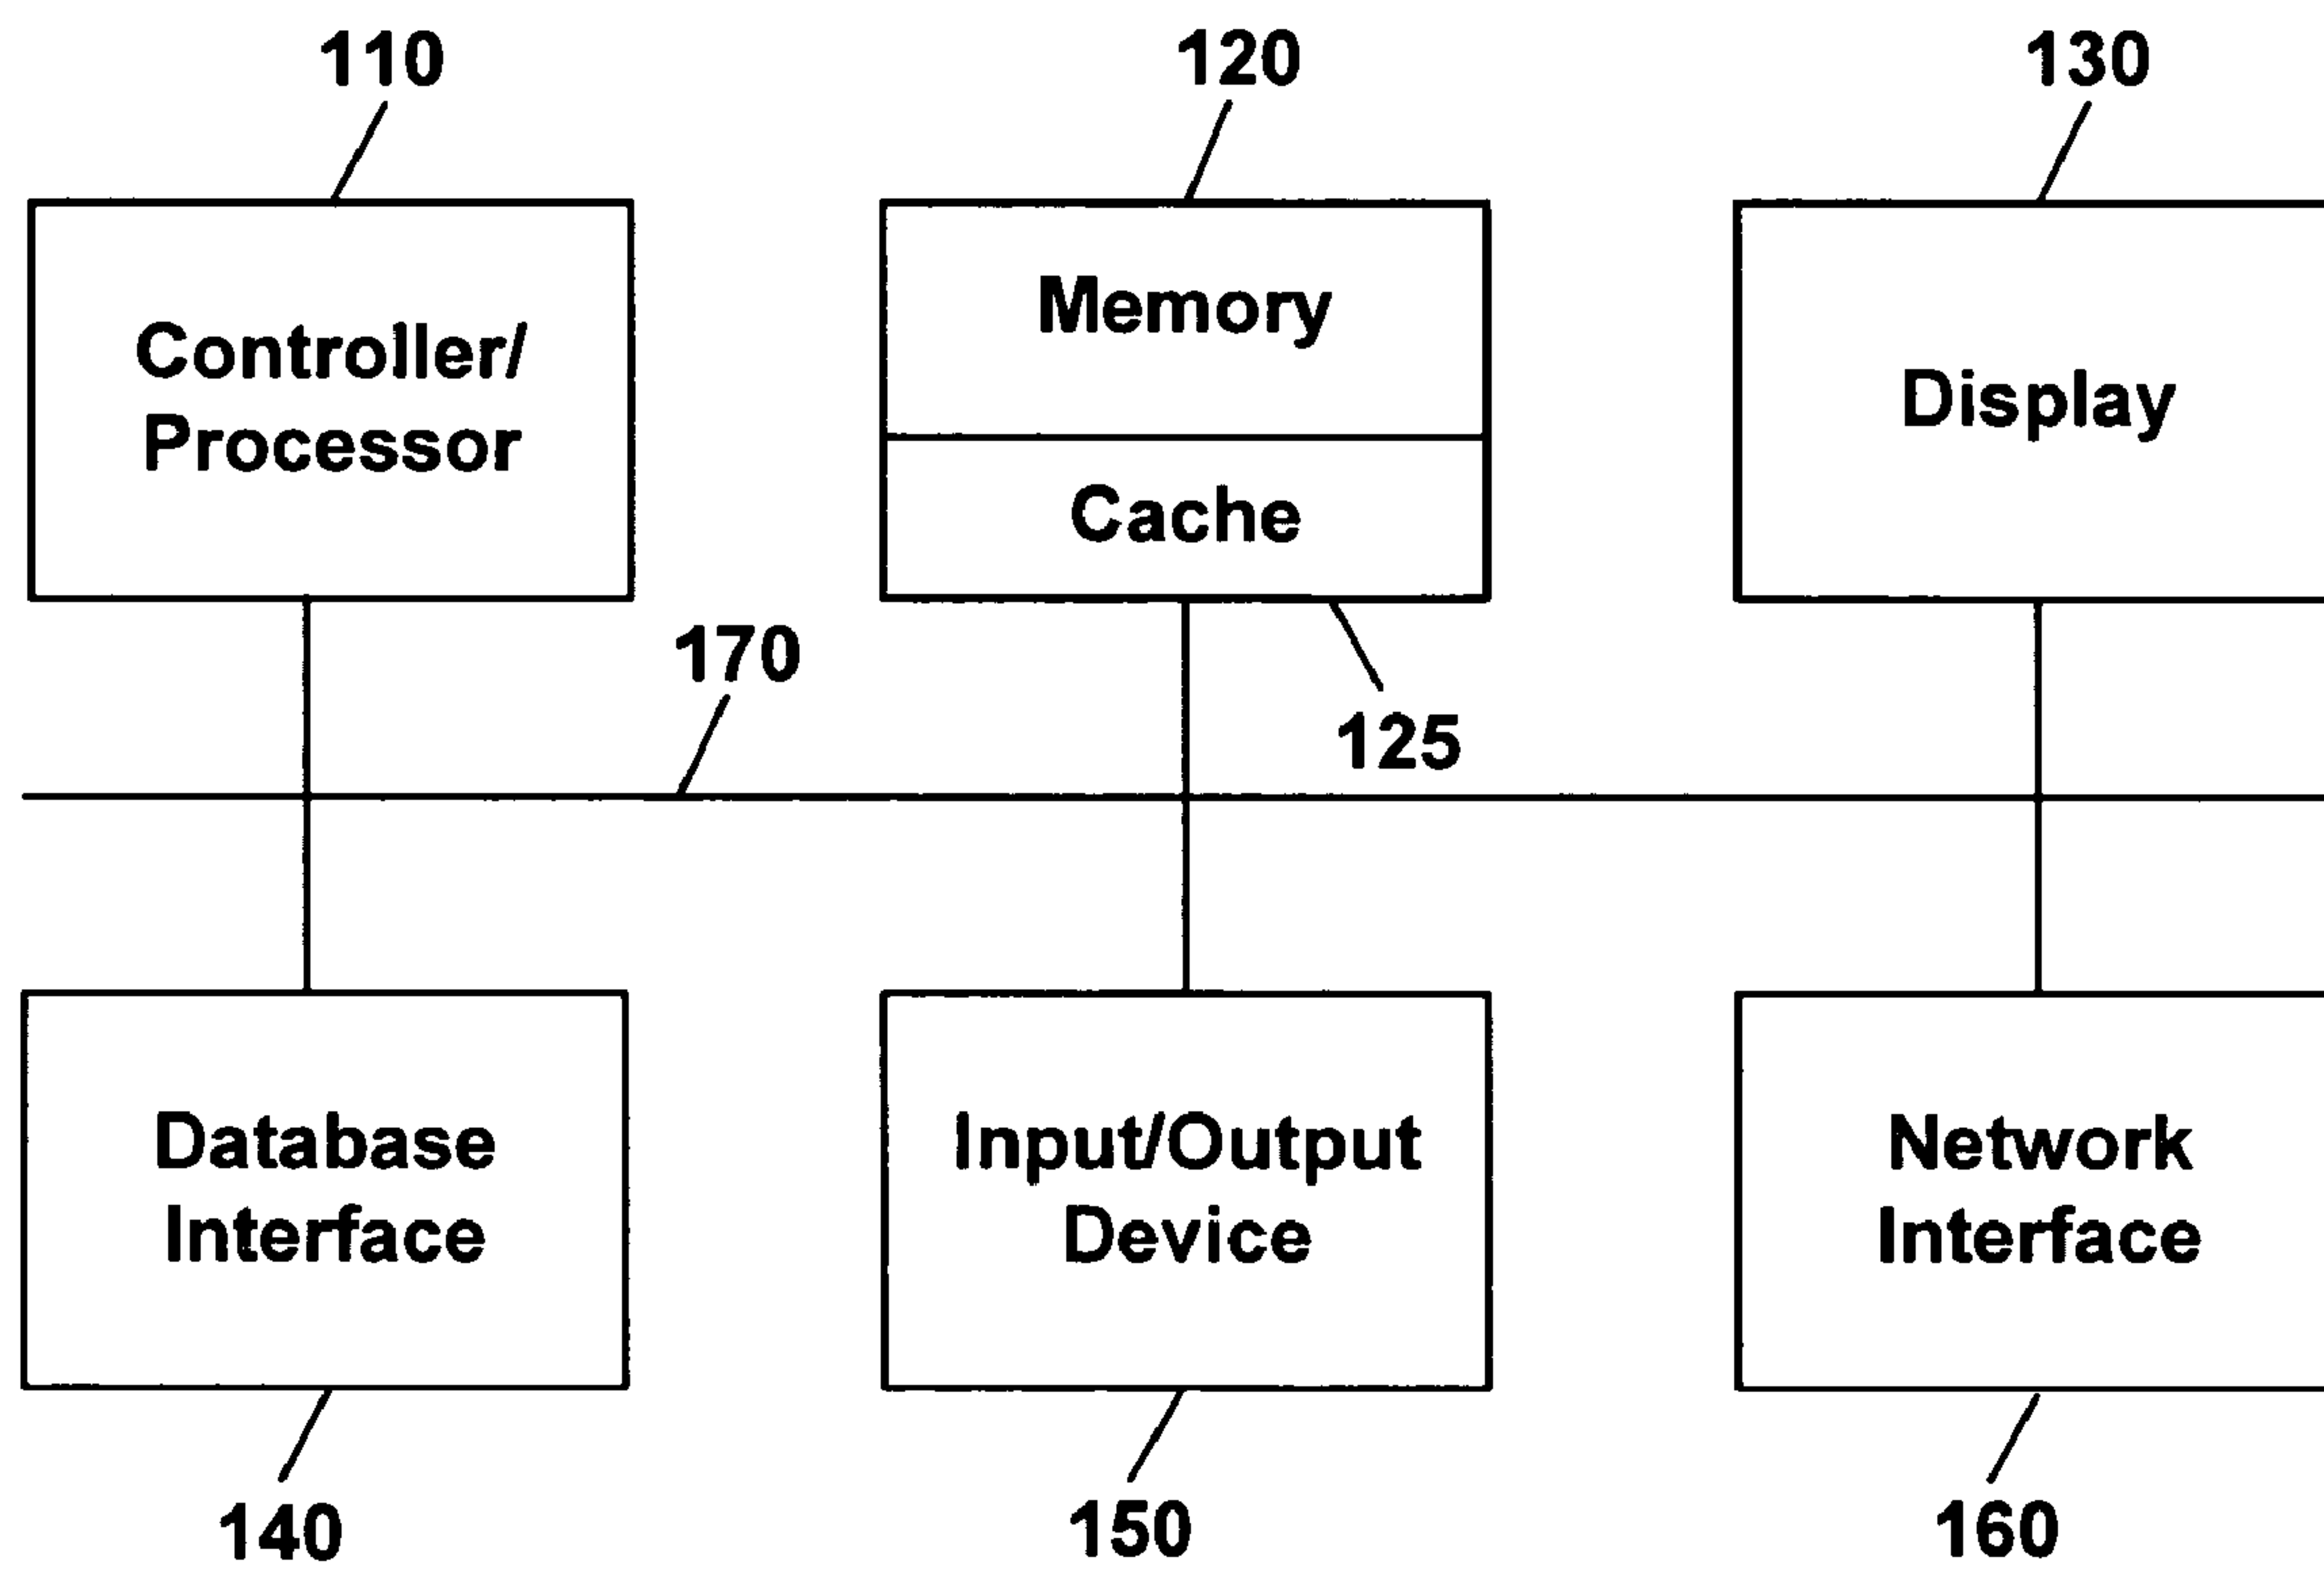 110
120
130
Controller/
Processor
Memory
Cache
Display
170
125
Database
Interface
Input/Output
Device
Network
Interface
140
150
160